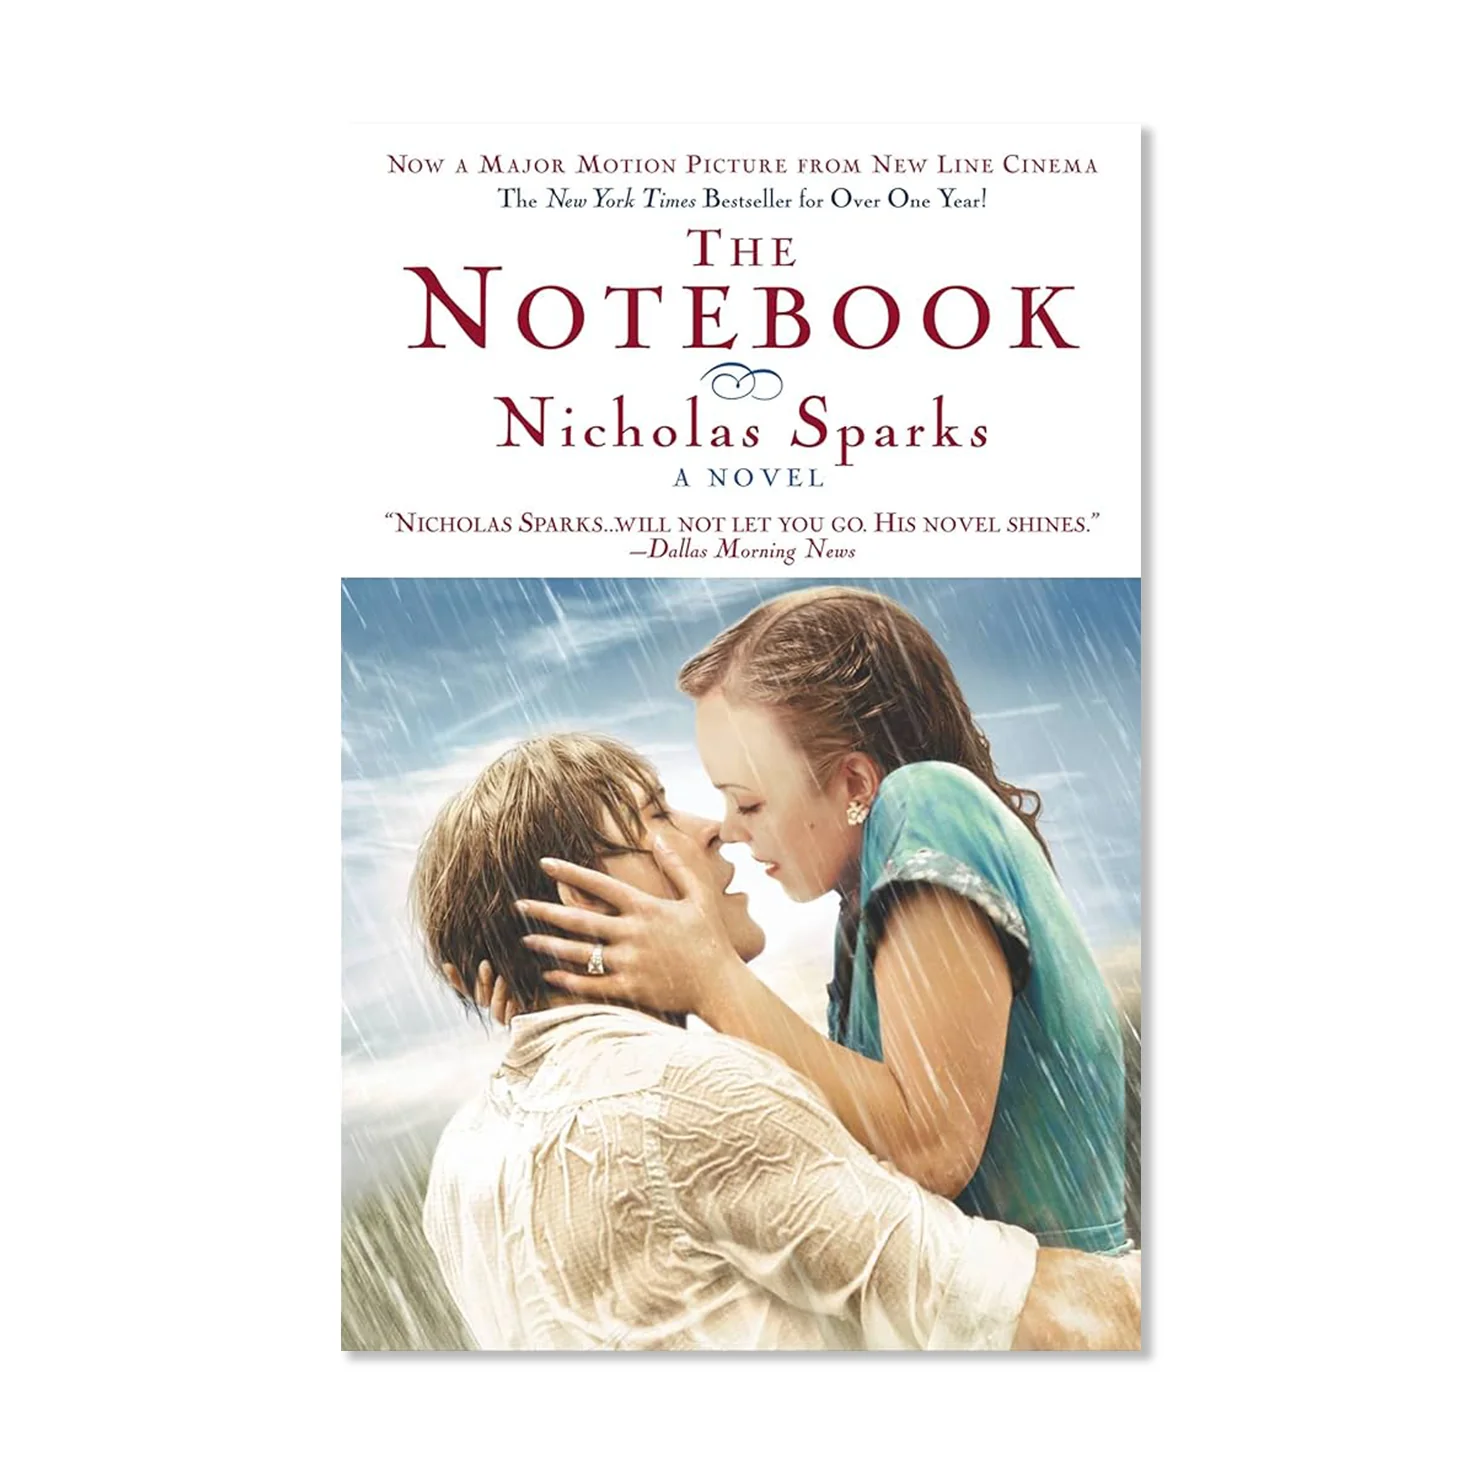 NOW A MAJOR MOTION PICTURE FROM NEW LINE CINEMA
The New York Times Bestseller for Over One Year!
THE
NOTEBOOK
Nicholas Sparks
A NOVEL
“NICHOLAS SPARKS...WILL NOT LET YOU GO. HIS NOVEL SHINES.”
—Dallas Morning News